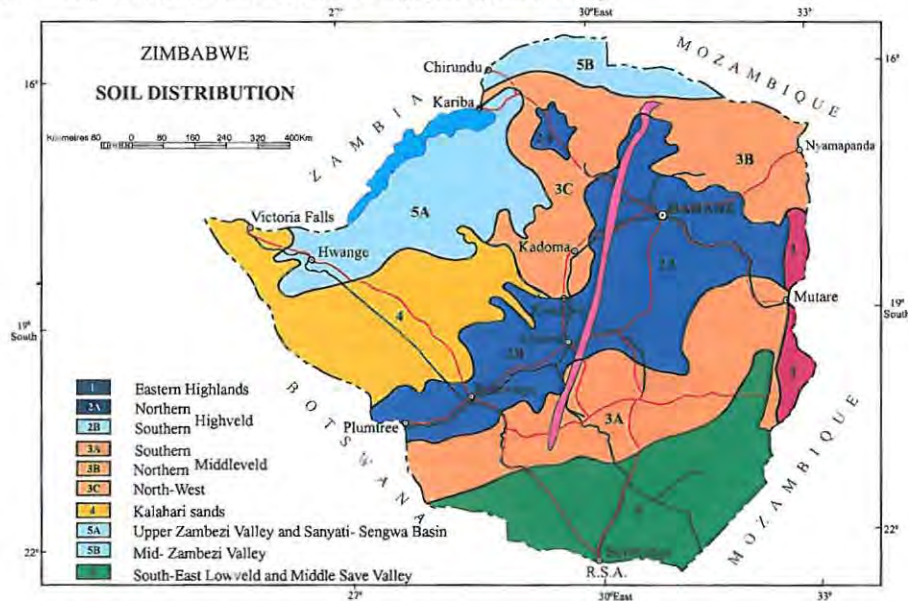 27°
30°East
33°
ZIMBABWE
SOIL DISTRIBUTION
16°
16°
Kilometres 80 0 80 160 240 320 400Km
MOZAMBIQUE
ZAMBIA
5B
Chirundu
Kariba
Nyamapanda
3B
3C
5A
Victoria Falls
HARARE
Hwange
Kadoma
2A
Mutare
19°
South
19°
South
4
2B
Plumtree
3A
BOTSWANA
MOZAMBIQUE
1 Eastern Highlands
2A Northern
2B Southern Highveld
3A Southern
3B Northern Middleveld
3C North-West
4 Kalahari sands
5A Upper Zambezi Valley and Sanyati- Sengwa Basin
5B Mid- Zambezi Valley
South-East Lowveld and Middle Save Valley
22°
22°
R.S.A.
27°
30°East
33°